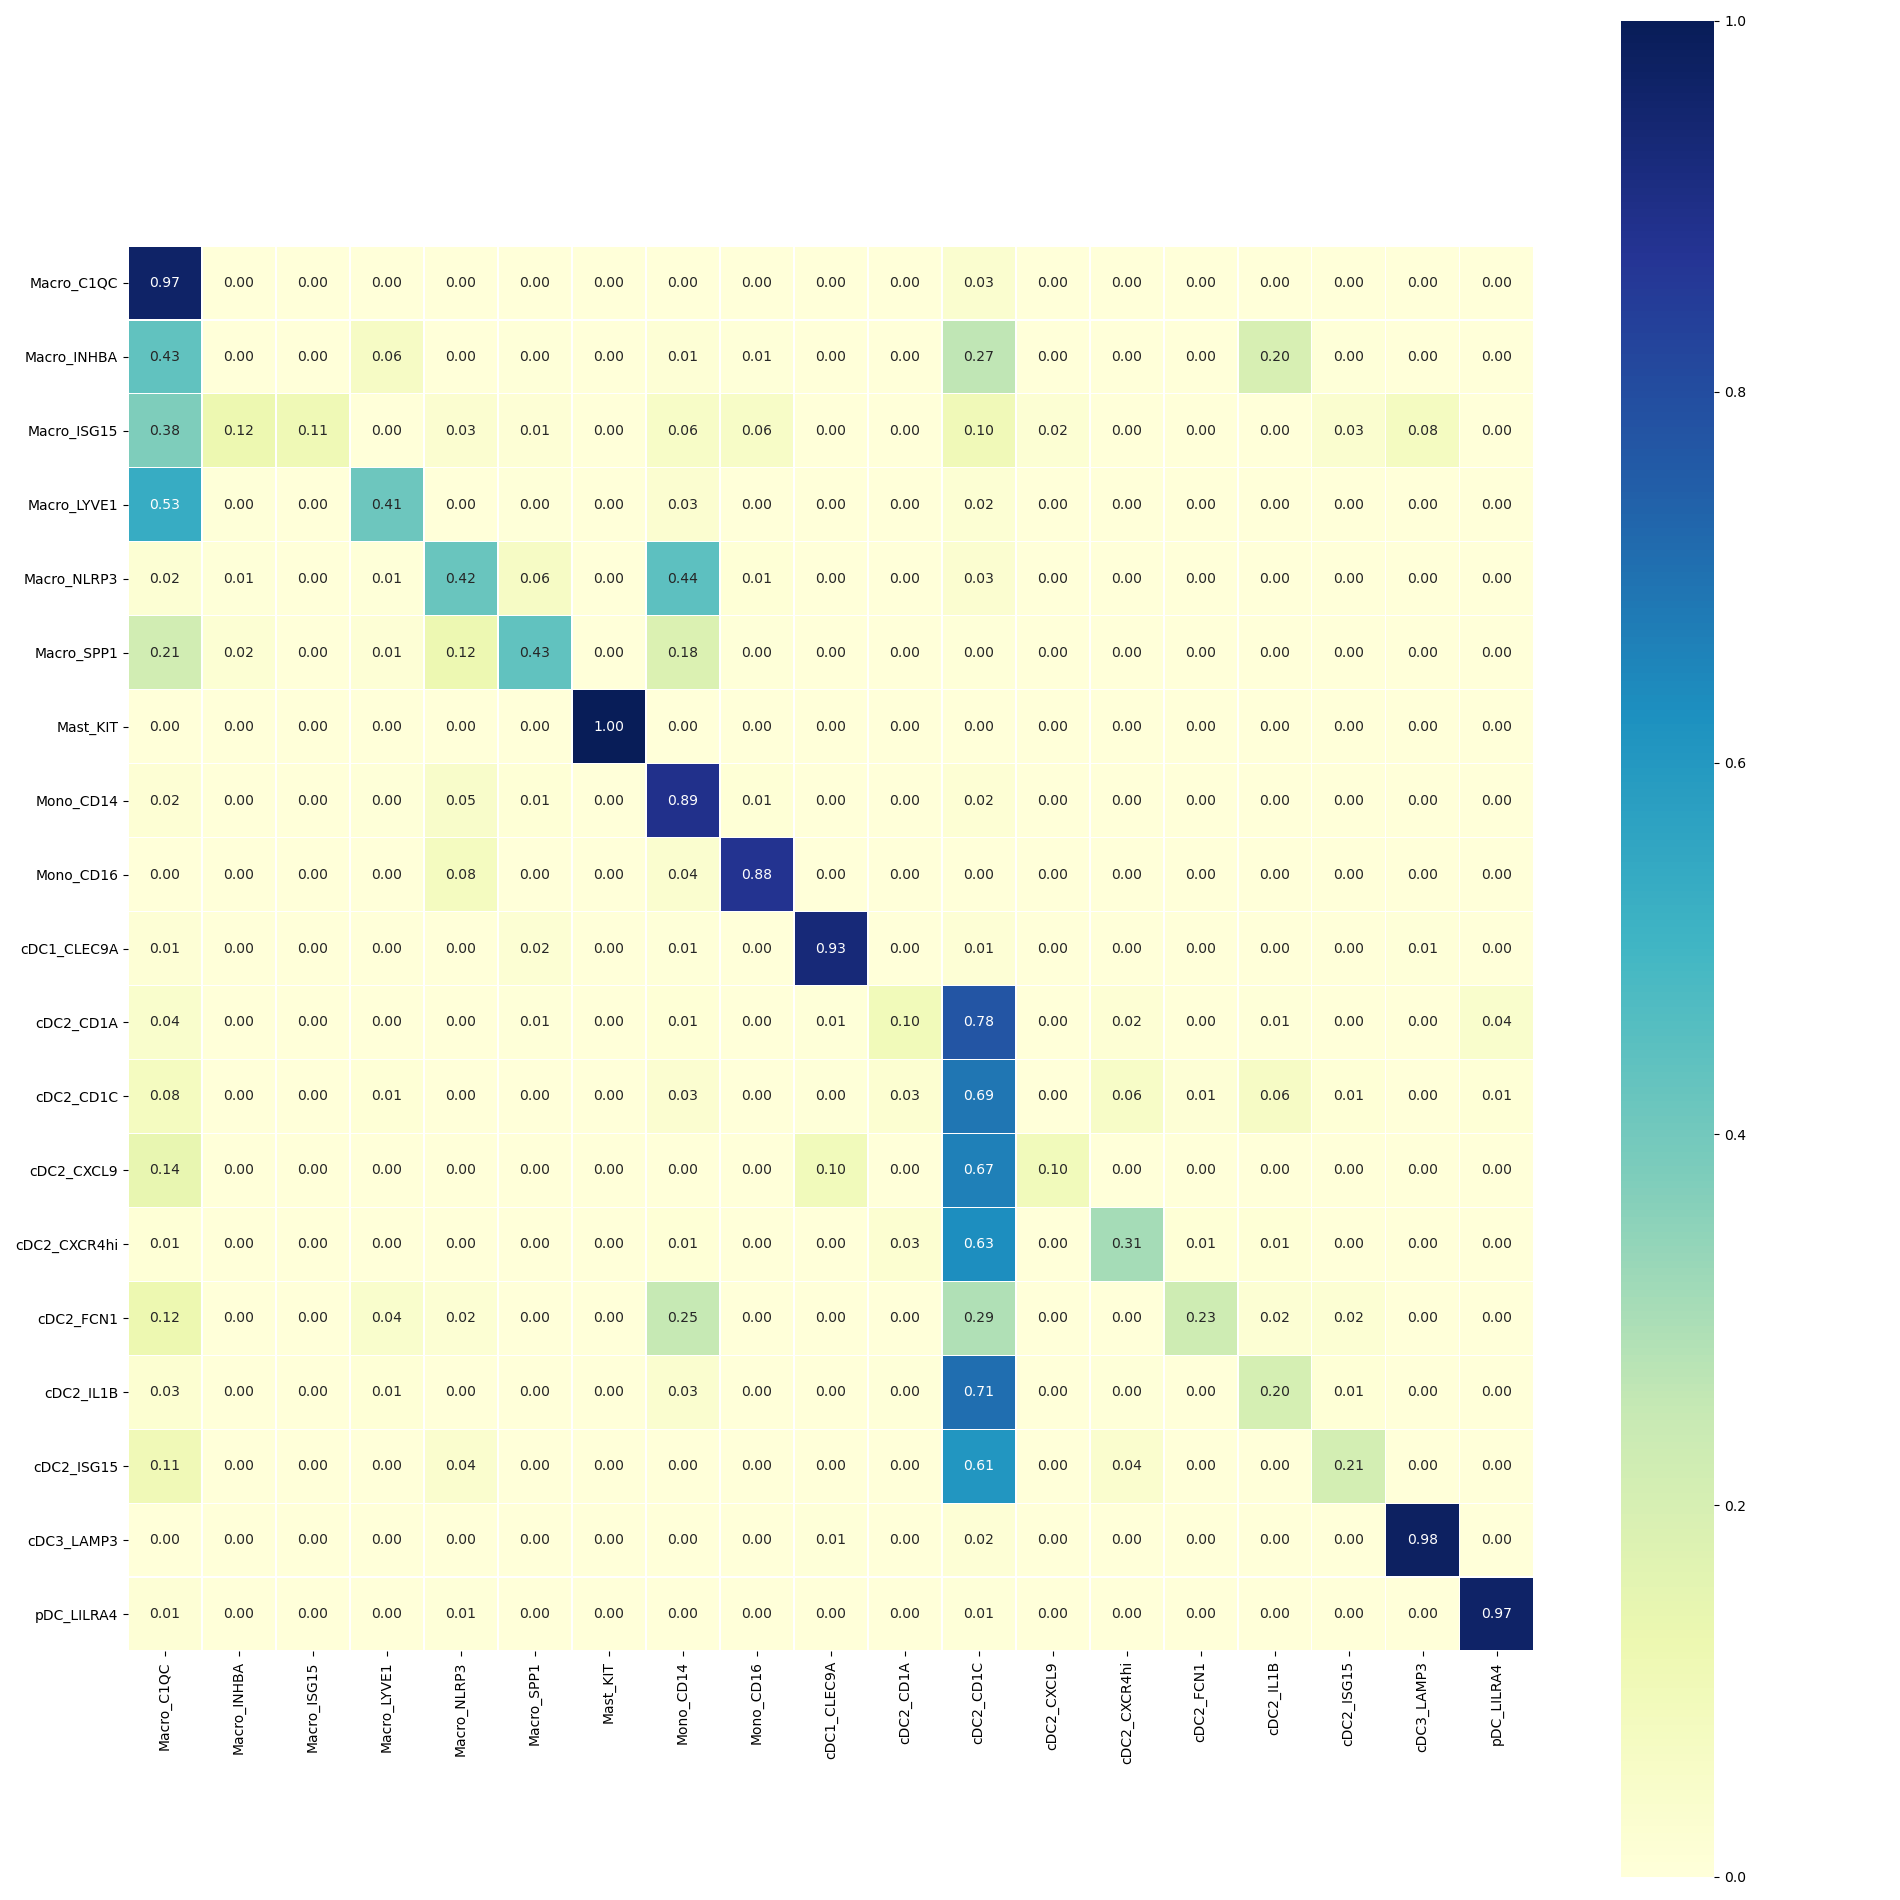 1.0
Macro_C1QC 0.97 0.00 0.00 0.00 0.00 0.00 0.00 0.00 0.00 0.00 0.00 0.03 0.00 0.00 0.00 0.00 0.00 0.00 0.00
Macro_INHBA 0.43 0.00 0.00 0.06 0.00 0.00 0.00 0.01 0.01 0.00 0.00 0.27 0.00 0.00 0.00 0.20 0.00 0.00 0.00
0.8
Macro_ISG15 0.38 0.12 0.11 0.00 0.03 0.01 0.00 0.06 0.06 0.00 0.00 0.10 0.02 0.00 0.00 0.00 0.03 0.08 0.00
Macro_LYVE1 0.53 0.00 0.00 0.41 0.00 0.00 0.00 0.03 0.00 0.00 0.00 0.02 0.00 0.00 0.00 0.00 0.00 0.00 0.00
Macro_NLRP3 0.02 0.01 0.00 0.01 0.42 0.06 0.00 0.44 0.01 0.00 0.00 0.03 0.00 0.00 0.00 0.00 0.00 0.00 0.00
Macro_SPP1 0.21 0.02 0.00 0.01 0.12 0.43 0.00 0.18 0.00 0.00 0.00 0.00 0.00 0.00 0.00 0.00 0.00 0.00 0.00
Mast_KIT 0.00 0.00 0.00 0.00 0.00 0.00 1.00 0.00 0.00 0.00 0.00 0.00 0.00 0.00 0.00 0.00 0.00 0.00 0.00
0.6
Mono_CD14 0.02 0.00 0.00 0.00 0.05 0.01 0.00 0.89 0.01 0.00 0.00 0.02 0.00 0.00 0.00 0.00 0.00 0.00 0.00
Mono_CD16 0.00 0.00 0.00 0.00 0.08 0.00 0.00 0.04 0.88 0.00 0.00 0.00 0.00 0.00 0.00 0.00 0.00 0.00 0.00
cDC1_CLEC9A 0.01 0.00 0.00 0.00 0.00 0.02 0.00 0.01 0.00 0.93 0.00 0.01 0.00 0.00 0.00 0.00 0.00 0.01 0.00
cDC2_CD1A 0.04 0.00 0.00 0.00 0.00 0.01 0.00 0.01 0.00 0.01 0.10 0.78 0.00 0.02 0.00 0.01 0.00 0.00 0.04
cDC2_CD1C 0.08 0.00 0.00 0.01 0.00 0.00 0.00 0.03 0.00 0.00 0.03 0.69 0.00 0.06 0.01 0.06 0.01 0.00 0.01
0.4
cDC2_CXCL9 0.14 0.00 0.00 0.00 0.00 0.00 0.00 0.00 0.00 0.10 0.00 0.67 0.10 0.00 0.00 0.00 0.00 0.00 0.00
cDC2_CXCR4hi 0.01 0.00 0.00 0.00 0.00 0.00 0.00 0.01 0.00 0.00 0.03 0.63 0.00 0.31 0.01 0.01 0.00 0.00 0.00
cDC2_FCN1 0.12 0.00 0.00 0.04 0.02 0.00 0.00 0.25 0.00 0.00 0.00 0.29 0.00 0.00 0.23 0.02 0.02 0.00 0.00
cDC2_IL1B 0.03 0.00 0.00 0.01 0.00 0.00 0.00 0.03 0.00 0.00 0.00 0.71 0.00 0.00 0.00 0.20 0.01 0.00 0.00
cDC2_ISG15 0.11 0.00 0.00 0.00 0.04 0.00 0.00 0.00 0.00 0.00 0.00 0.61 0.00 0.04 0.00 0.00 0.21 0.00 0.00
0.2
cDC3_LAMP3 0.00 0.00 0.00 0.00 0.00 0.00 0.00 0.00 0.00 0.01 0.00 0.02 0.00 0.00 0.00 0.00 0.00 0.98 0.00
pDC_LILRA4 0.01 0.00 0.00 0.00 0.01 0.00 0.00 0.00 0.00 0.00 0.00 0.01 0.00 0.00 0.00 0.00 0.00 0.00 0.97
Macro_C1QC
Macro_INHBA
Macro_ISG15
Macro_LYVE1
Macro_NLRP3
Macro_SPP1
Mast_KIT
Mono_CD14
Mono_CD16
cDC1_CLEC9A
cDC2_CD1A
cDC2_CD1C
cDC2_CXCL9
cDC2_CXCR4hi
cDC2_FCN1
cDC2_IL1B
cDC2_ISG15
cDC3_LAMP3
pDC_LILRA4
0.0